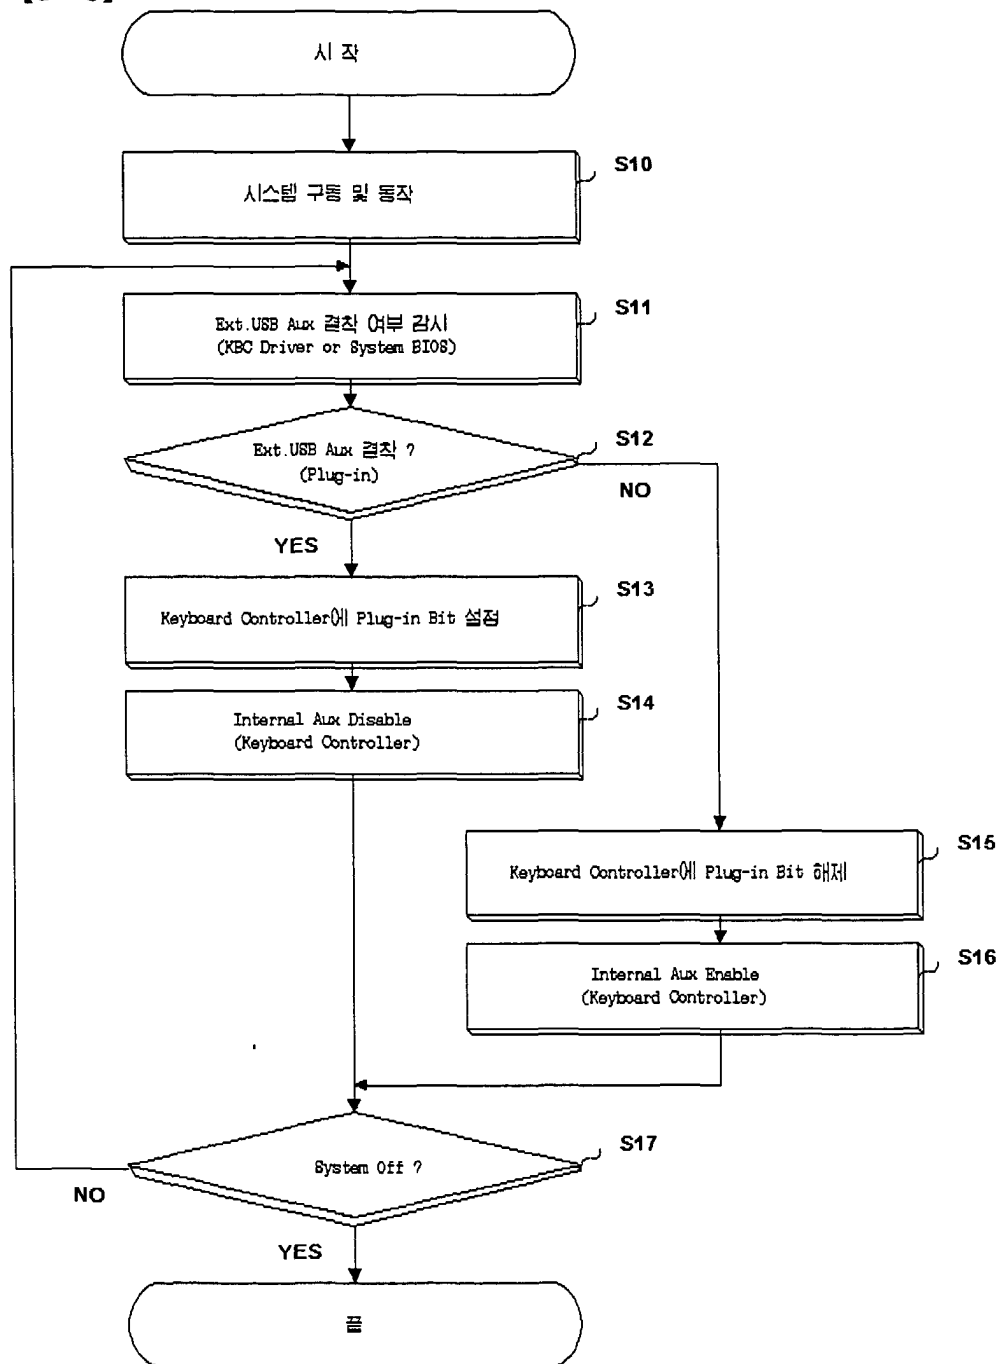 시 작
S10
시스템 구동 및 동작
S11
Ext.USB Aux 결착 여부 감시
(KBC Driver or System BIOS)
S12
Ext.USB Aux 결착 ?
(Plug-in)
NO
YES
S13
Keyboard Controller에 Plug-in Bit 설정
S14
Internal Aux Disable
(Keyboard Controller)
S15
Keyboard Controller에 Plug-in Bit 해제
S16
Internal Aux Enable
(Keyboard Controller)
S17
System Off ?
NO
YES
끝